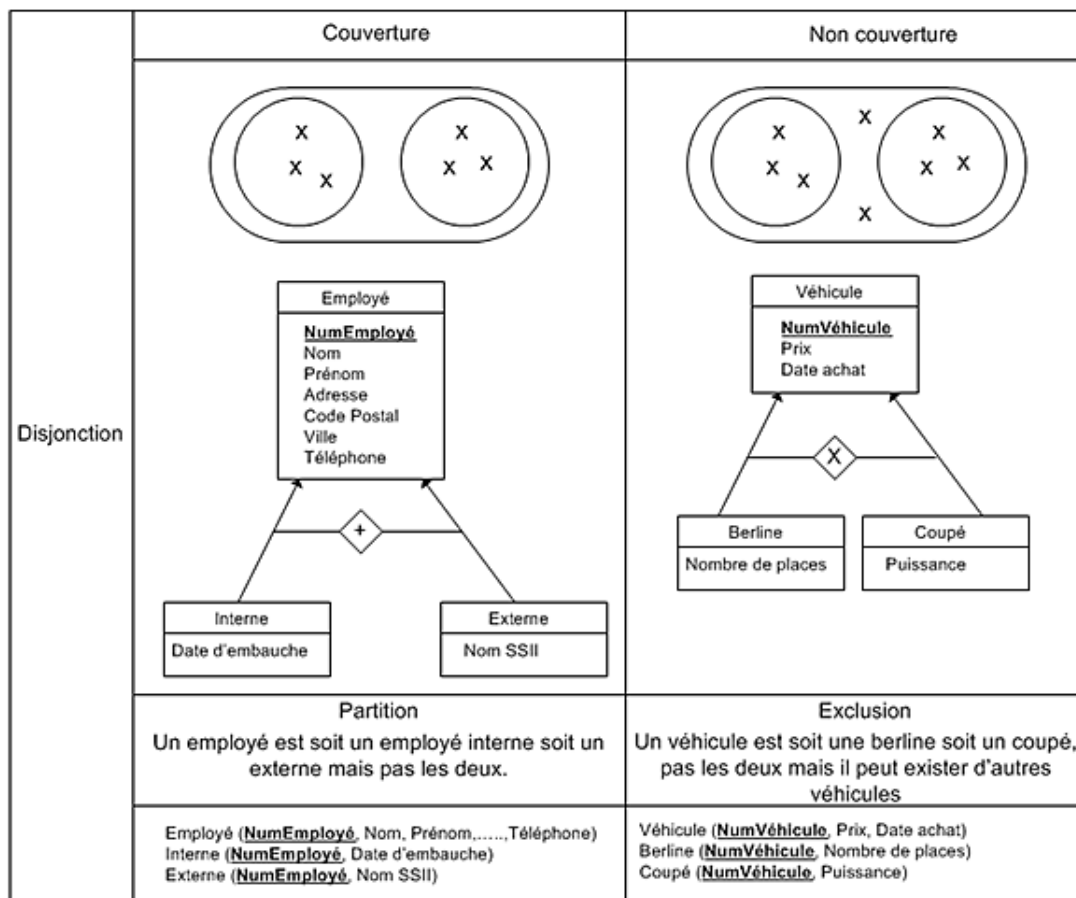 Couverture
Non couverture
Disjonction
X
X
X
X
X
X
Employé
NumEmployé
Nom
Prénom
Adresse
Code Postal
Ville
Téléphone
+
Interne
Date d'embauche
Externe
Nom SSII
X
X
X
X
X
X
X
X
Véhicule
NumVéhicule
Prix
Date achat
X
Berline
Nombre de places
Coupé
Puissance
Partition
Un employé est soit un employé interne soit un
externe mais pas les deux.
Exclusion
Un véhicule est soit une berline soit un coupé,
pas les deux mais il peut exister d'autres
véhicules
Employé (NumEmployé, Nom, Prénom,.....,Téléphone)
Interne (NumEmployé, Date d'embauche)
Externe (NumEmployé, Nom SSII)
Véhicule (NumVéhicule, Prix, Date achat)
Berline (NumVéhicule, Nombre de places)
Coupé (NumVéhicule, Puissance)